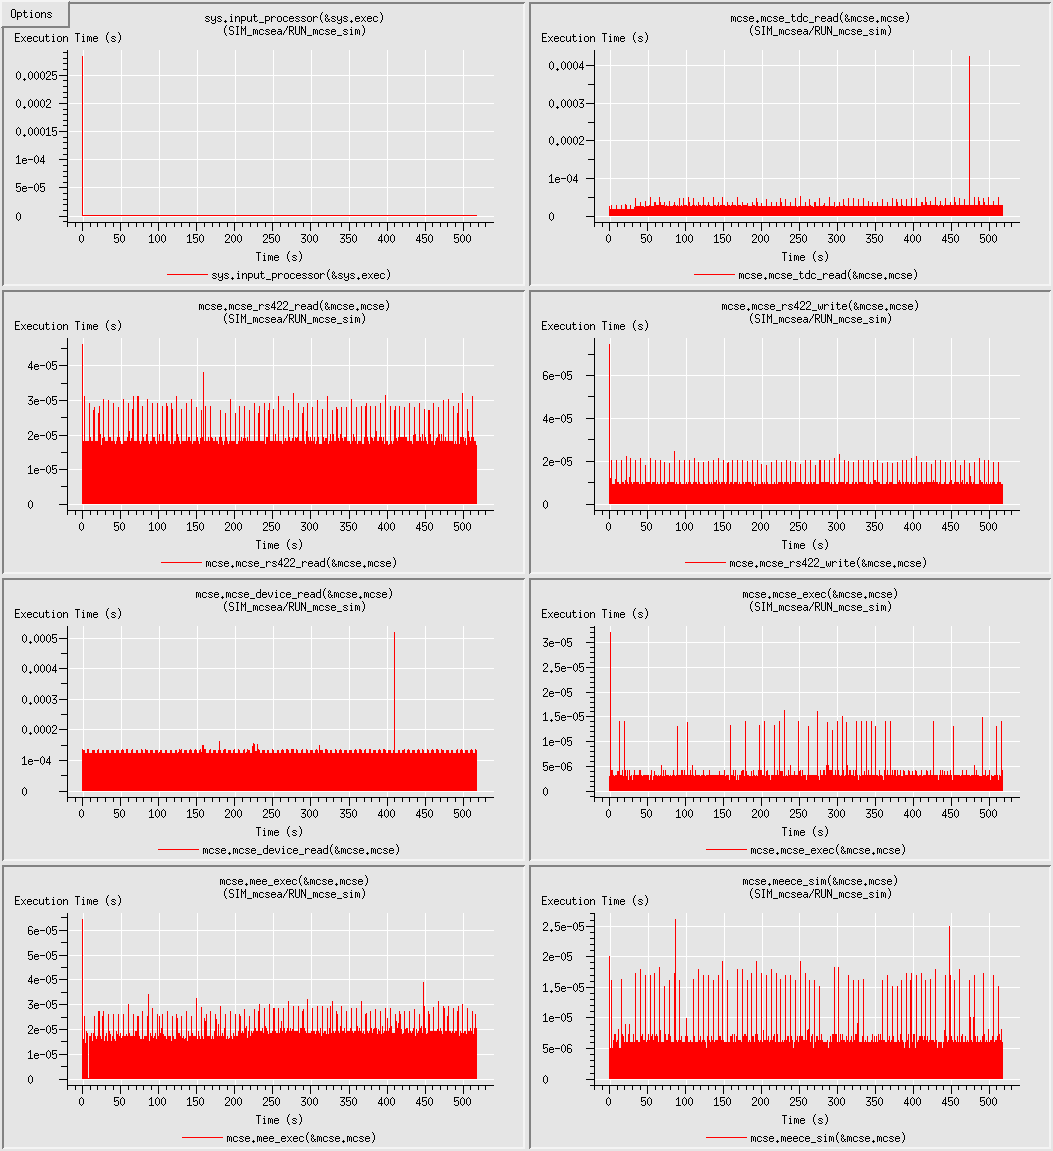 Options
sys.input_processor(&sys.exec)
(SIM_mcsea/RUN_mcse_sim)
Execution Time (s)
0.00025
0.0002
0.00015
1e-04
5e-05
0
0 50 100 150 200 250 300 350 400 450 500
Time (s)
sys.input_processor(&sys.exec)
mcse.mcse_tdc_read(&mcse.mcse)
(SIM_mcsea/RUN_mcse_sim)
Execution Time (s)
0.0004
0.0003
0.0002
1e-04
0
0 50 100 150 200 250 300 350 400 450 500
Time (s)
mcse.mcse_tdc_read(&mcse.mcse)
mcse.mcse_rs422_read(&mcse.mcse)
(SIM_mcsea/RUN_mcse_sim)
Execution Time (s)
4e-05
3e-05
2e-05
1e-05
0
0 50 100 150 200 250 300 350 400 450 500
Time (s)
mcse.mcse_rs422_read(&mcse.mcse)
mcse.mcse_rs422_write(&mcse.mcse)
(SIM_mcsea/RUN_mcse_sim)
Execution Time (s)
6e-05
4e-05
2e-05
0
0 50 100 150 200 250 300 350 400 450 500
Time (s)
mcse.mcse_rs422_write(&mcse.mcse)
mcse.mcse_device_read(&mcse.mcse)
(SIM_mcsea/RUN_mcse_sim)
Execution Time (s)
0.0005
0.0004
0.0003
0.0002
1e-04
0
0 50 100 150 200 250 300 350 400 450 500
Time (s)
mcse.mcse_device_read(&mcse.mcse)
mcse.mcse_exec(&mcse.mcse)
(SIM_mcsea/RUN_mcse_sim)
Execution Time (s)
3e-05
2.5e-05
2e-05
1.5e-05
1e-05
5e-06
0
0 50 100 150 200 250 300 350 400 450 500
Time (s)
mcse.mcse_exec(&mcse.mcse)
mcse.mee_exec(&mcse.mcse)
(SIM_mcsea/RUN_mcse_sim)
Execution Time (s)
6e-05
5e-05
4e-05
3e-05
2e-05
1e-05
0
0 50 100 150 200 250 300 350 400 450 500
Time (s)
mcse.mee_exec(&mcse.mcse)
mcse.meece_sim(&mcse.mcse)
(SIM_mcsea/RUN_mcse_sim)
Execution Time (s)
2.5e-05
2e-05
1.5e-05
1e-05
5e-06
0
0 50 100 150 200 250 300 350 400 450 500
Time (s)
mcse.meece_sim(&mcse.mcse)